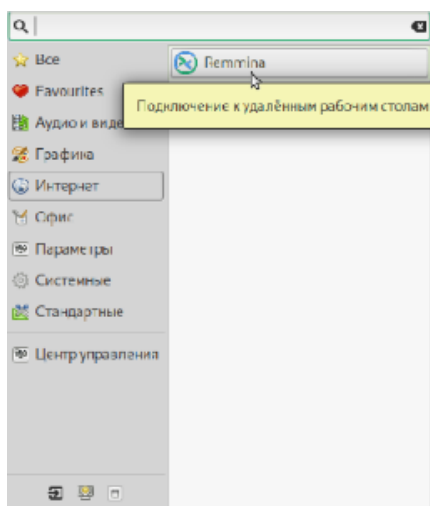 Все
Remmina
Favourites
Подключение к удалённым рабочим столам
Аудио и виде
Графика
Интернет
Офис
Параметры
Системные
Стандартные
Центр управления